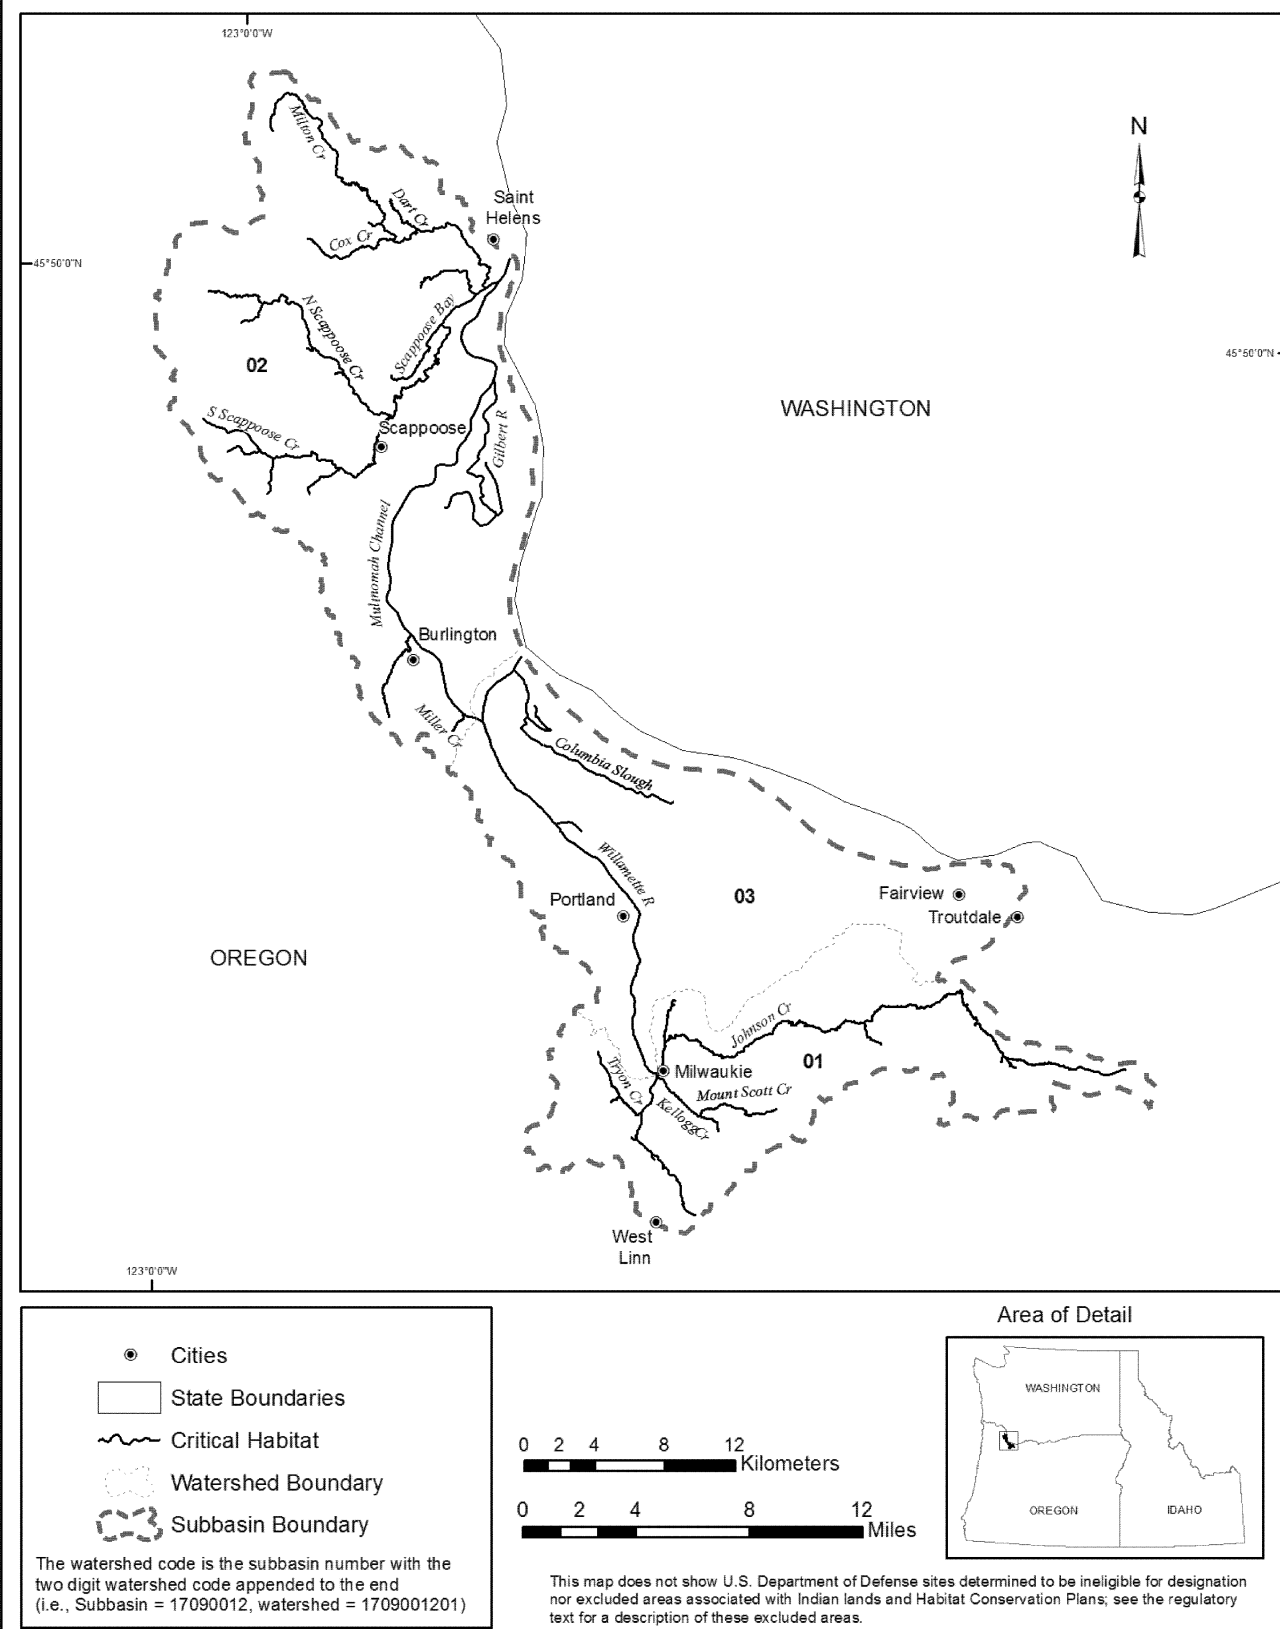 123°0'0"W
N
Milton Cr
Dart Cr
Saint
Helens
Cox Cr
45°50'0"N
N Scappoose Cr
Scappoose Bay
45°50'0"N
02
WASHINGTON
S Scappoose Cr
Scappoose
Gilbert R
Multnomah Channel
Burlington
Miller Cr
Columbia Slough
Willamette R
03
Fairview
Portland
Troutdale
OREGON
Johnson Cr
01
Tryon Cr
Milwaukie
Mount Scott Cr
Kellogg Cr
West
Linn
123°0'0"W
Cities
State Boundaries
Critical Habitat
Watershed Boundary
Subbasin Boundary
The watershed code is the subbasin number with the
two digit watershed code appended to the end
(i.e., Subbasin = 17090012, watershed = 1709001201)
0 2 4 8 12
Kilometers
0 2 4 8 12
Miles
Area of Detail
WASHINGTON
OREGON
IDAHO
This map does not show U.S. Department of Defense sites determined to be ineligible for designation
nor excluded areas associated with Indian lands and Habitat Conservation Plans; see the regulatory
text for a description of these excluded areas.